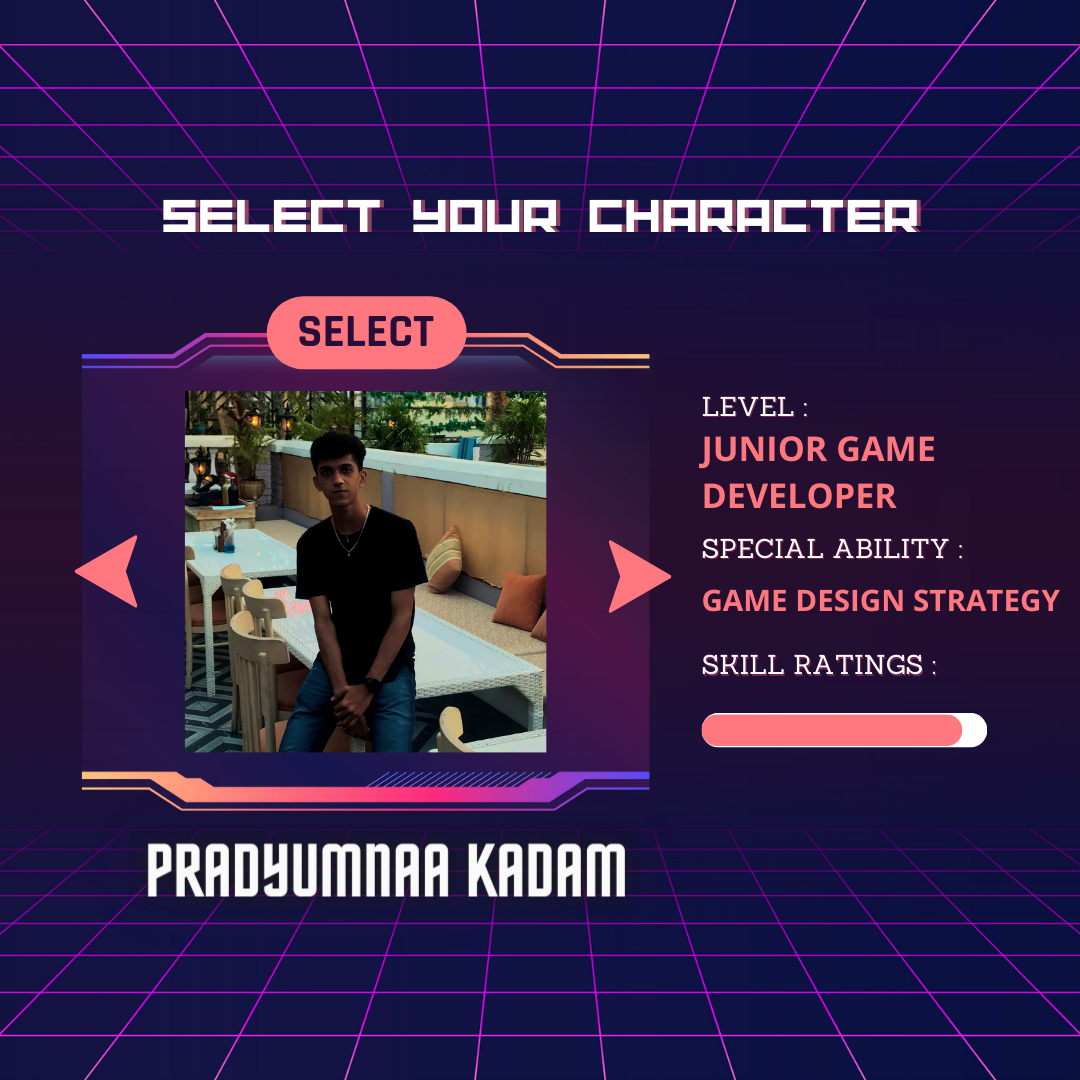 SELECT YOUR CHARACTER
SELECT
LEVEL :
JUNIOR GAME
DEVELOPER
SPECIAL ABILITY :
GAME DESIGN STRATEGY
SKILL RATINGS :
PRADYUMNAA KADAM